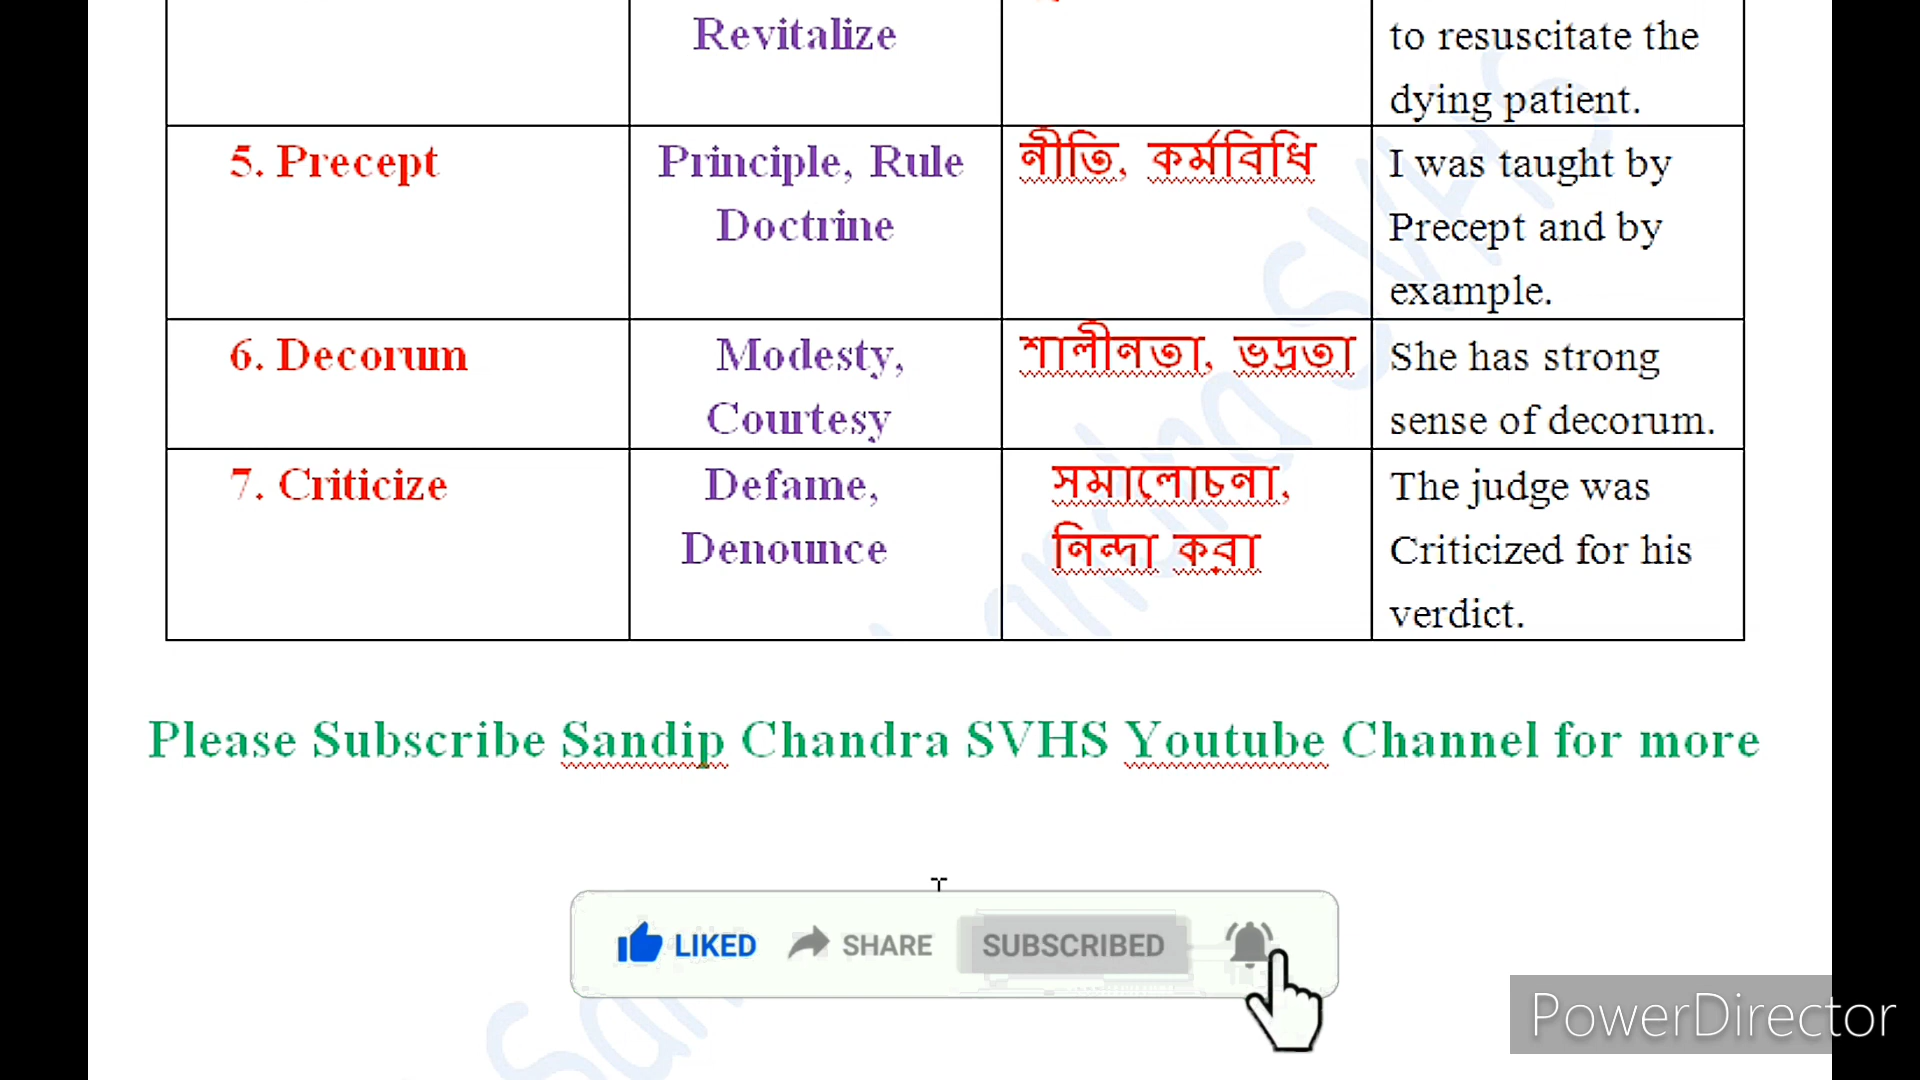 Revitalize
to resuscitate the
dying patient.
5. Precept
Principle, Rule
Doctrine
নীতি, কর্মবিধি
I was taught by
Precept and by
example.
6. Decorum
Modesty,
Courtesy
শালীনতা, ভদ্রতা
She has strong
sense of decorum.
7. Criticize
Defame,
Denounce
সমালোচনা,
নিন্দা করা
The judge was
Criticized for his
verdict.
Please Subscribe Sandip Chandra SVHS Youtube Channel for more
LIKED SHARE SUBSCRIBED
PowerDirector